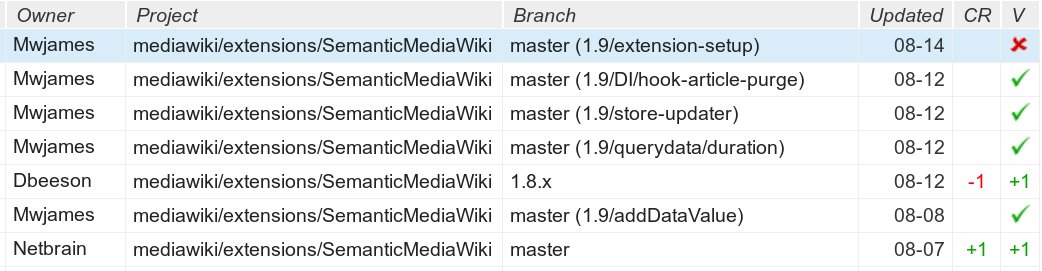 Owner Project Branch Updated CR V
Mwjames mediawiki/extensions/SemanticMediaWiki master (1.9/extension-setup) 08-14
Mwjames mediawiki/extensions/SemanticMediaWiki master (1.9/DI/hook-article-purge) 08-12
Mwjames mediawiki/extensions/SemanticMediaWiki master (1.9/store-updater) 08-12
Mwjames mediawiki/extensions/SemanticMediaWiki master (1.9/querydata/duration) 08-12
Dbeeson mediawiki/extensions/SemanticMediaWiki 1.8.x 08-12 -1 +1
Mwjames mediawiki/extensions/SemanticMediaWiki master (1.9/addDataValue) 08-08
Netbrain mediawiki/extensions/SemanticMediaWiki master 08-07 +1 +1